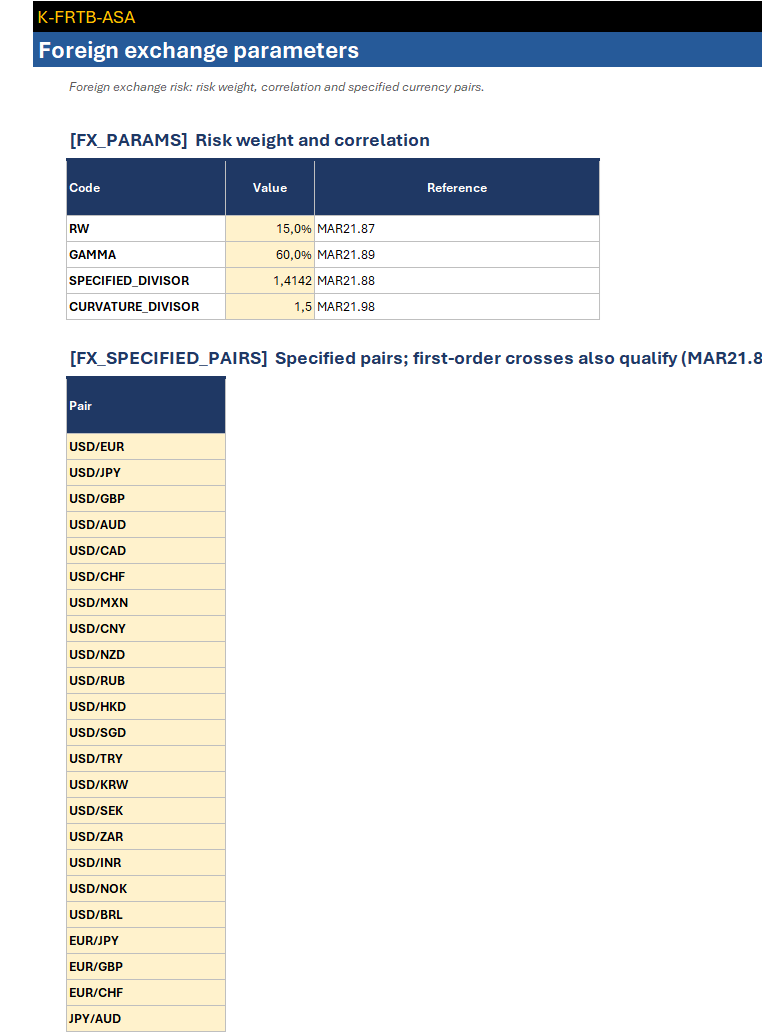 K-FRTB-ASA
Foreign exchange parameters
Foreign exchange risk: risk weight, correlation and specified currency pairs.
[FX_PARAMS] Risk weight and correlation
Code Value Reference
RW 15,0% MAR21.87
GAMMA 60,0% MAR21.89
SPECIFIED_DIVISOR 1,4142 MAR21.88
CURVATURE_DIVISOR 1,5 MAR21.98
[FX_SPECIFIED_PAIRS] Specified pairs; first-order crosses also qualify (MAR21.8
Pair
USD/EUR
USD/JPY
USD/GBP
USD/AUD
USD/CAD
USD/CHF
USD/MXN
USD/CNY
USD/NZD
USD/RUB
USD/HKD
USD/SGD
USD/TRY
USD/KRW
USD/SEK
USD/ZAR
USD/INR
USD/NOK
USD/BRL
EUR/JPY
EUR/GBP
EUR/CHF
JPY/AUD